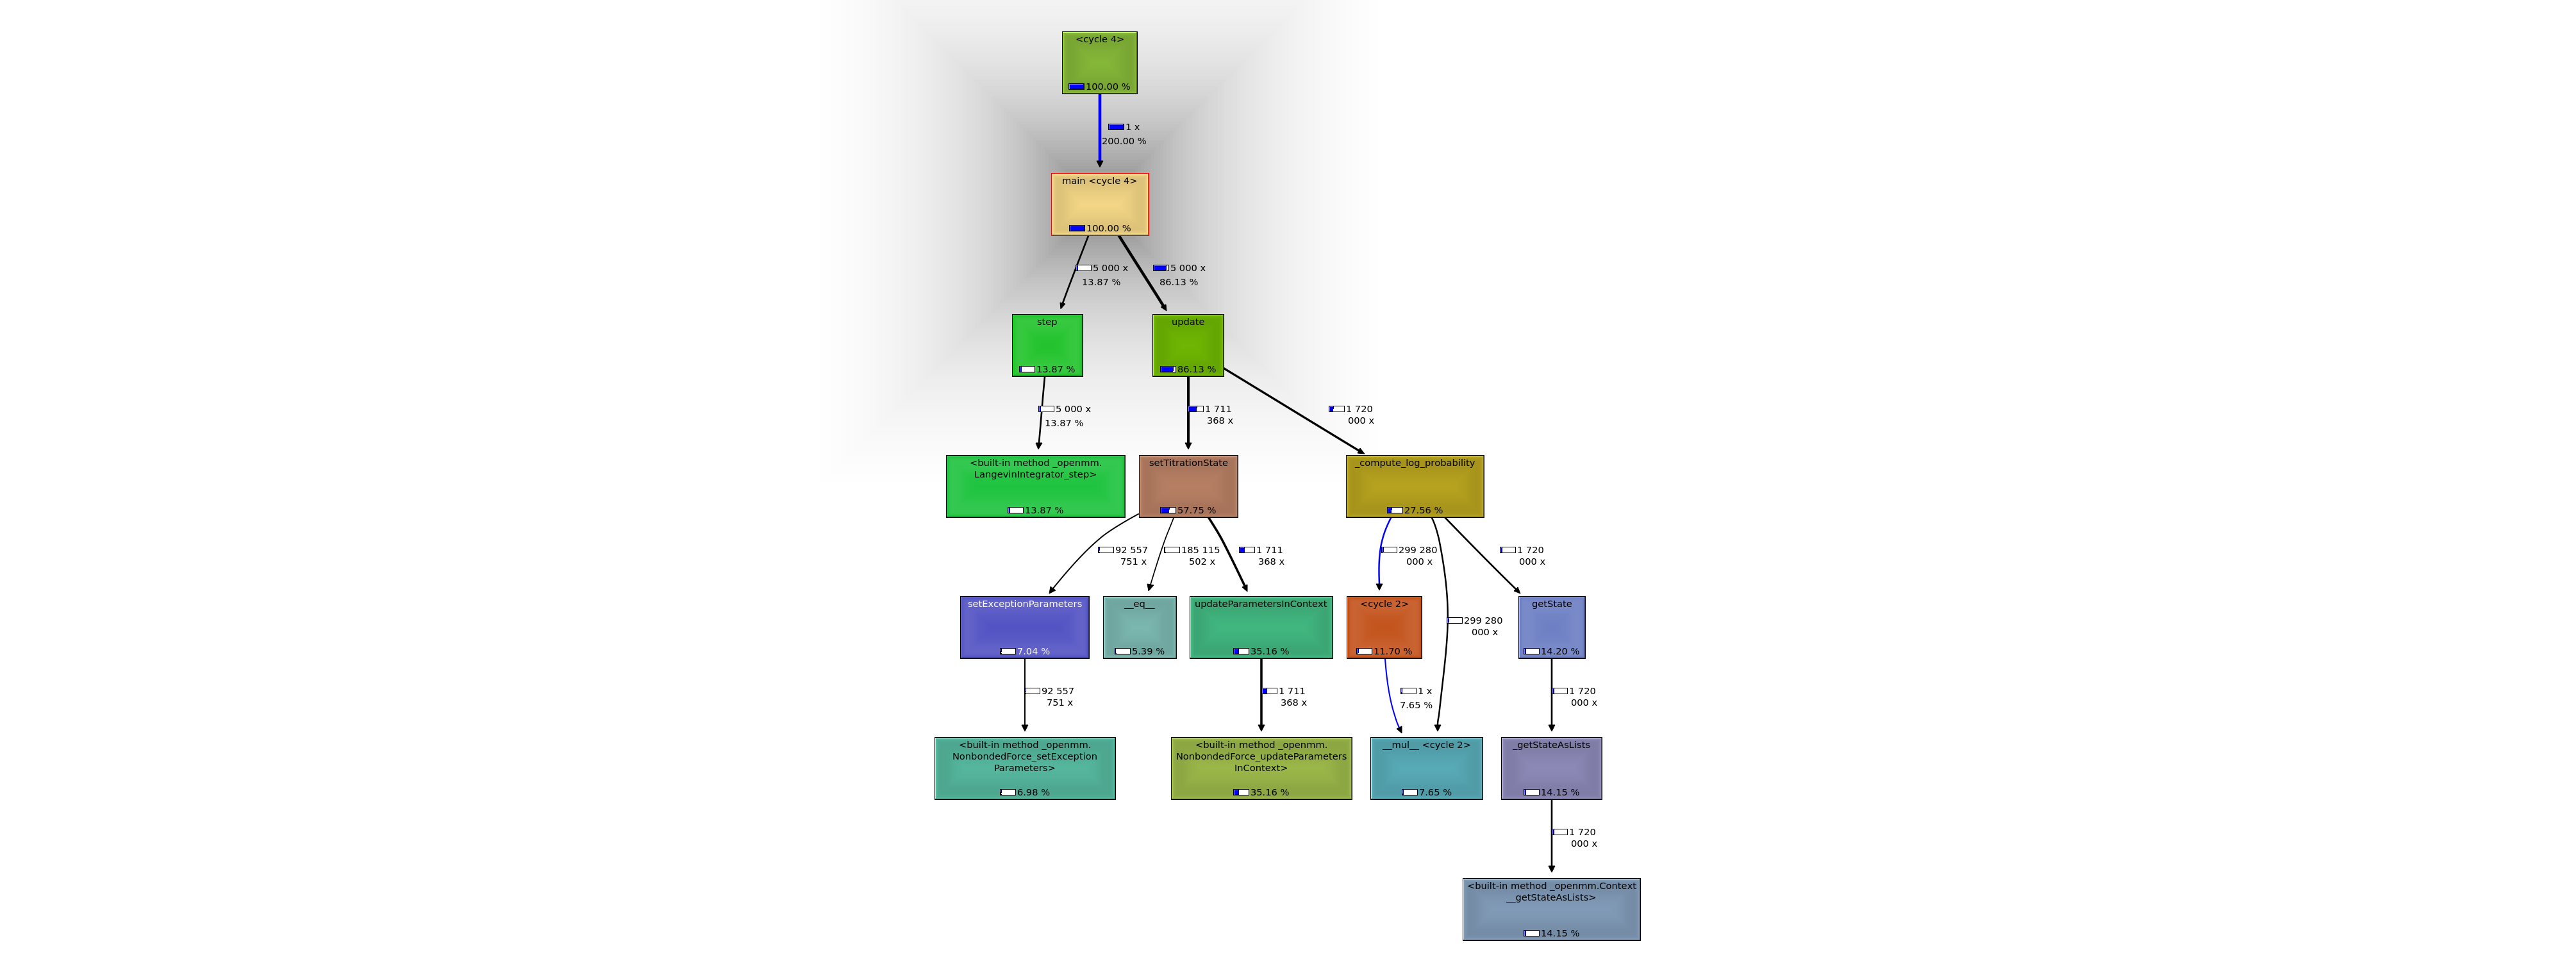 <cycle 4>
100.00 %
1 x
200.00 %
main <cycle 4>
100.00 %
5 000 x
13.87 %
5 000 x
86.13 %
step
13.87 %
update
86.13 %
5 000 x
13.87 %
1 711
368 x
1 720
000 x
<built-in method _openmm.
LangevinIntegrator_step>
13.87 %
setTitrationState
57.75 %
_compute_log_probability
27.56 %
92 557
751 x
185 115
502 x
1 711
368 x
299 280
000 x
299 280
000 x
1 720
000 x
setExceptionParameters
7.04 %
__eq__
5.39 %
updateParametersInContext
35.16 %
<cycle 2>
11.70 %
getState
14.20 %
92 557
751 x
1 711
368 x
1 x
7.65 %
1 720
000 x
<built-in method _openmm.
NonbondedForce_setException
Parameters>
6.98 %
<built-in method _openmm.
NonbondedForce_updateParameters
InContext>
35.16 %
__mul__ <cycle 2>
7.65 %
_getStateAsLists
14.15 %
1 720
000 x
<built-in method _openmm.Context
__getStateAsLists>
14.15 %